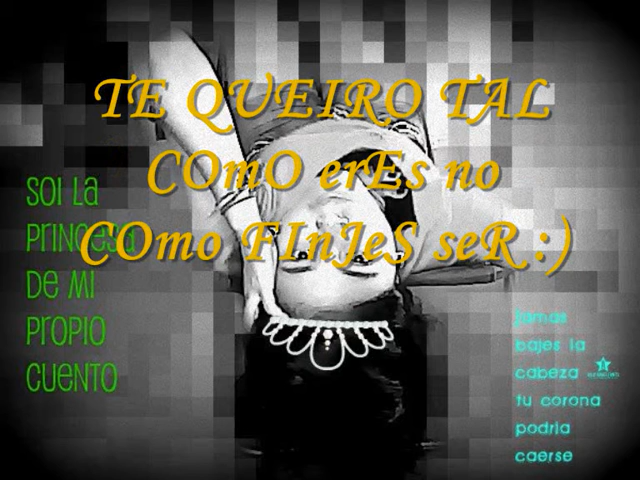 TE QUEIRO TAL
COmO erEs no
COmo FInJeS seR :)
SOI LA
PRINCESA
DE MI
PROPIO
CUENTO
Jamas
bajes la
cabeza
tu corona
podria
caerse